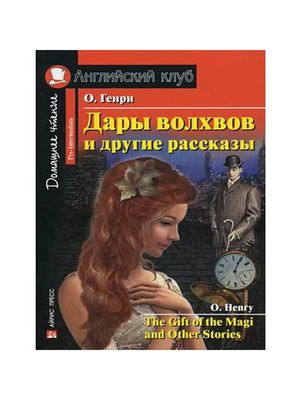 Английский клуб
Домашнее чтение
Pre-Intermediate
О. Генри
Дары волхвов
и другие рассказы
O. Henry
The Gift of the Magi
and Other Stories
АЙРИС ПРЕСС